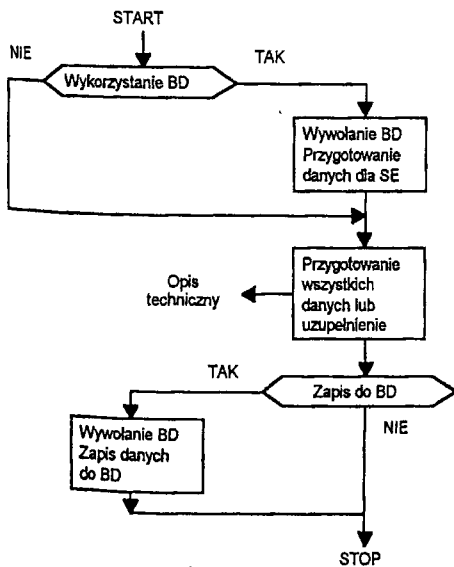 START
NIE
TAK
Wykorzystanie BD
Wywołanie BD
Przygotowanie
danych dla SE
Przygotowanie
wszystkich
danych lub
uzupełnienie
Opis
techniczny
TAK
Zapis do BD
NIE
Wywołanie BD
Zapis danych
do BD
STOP